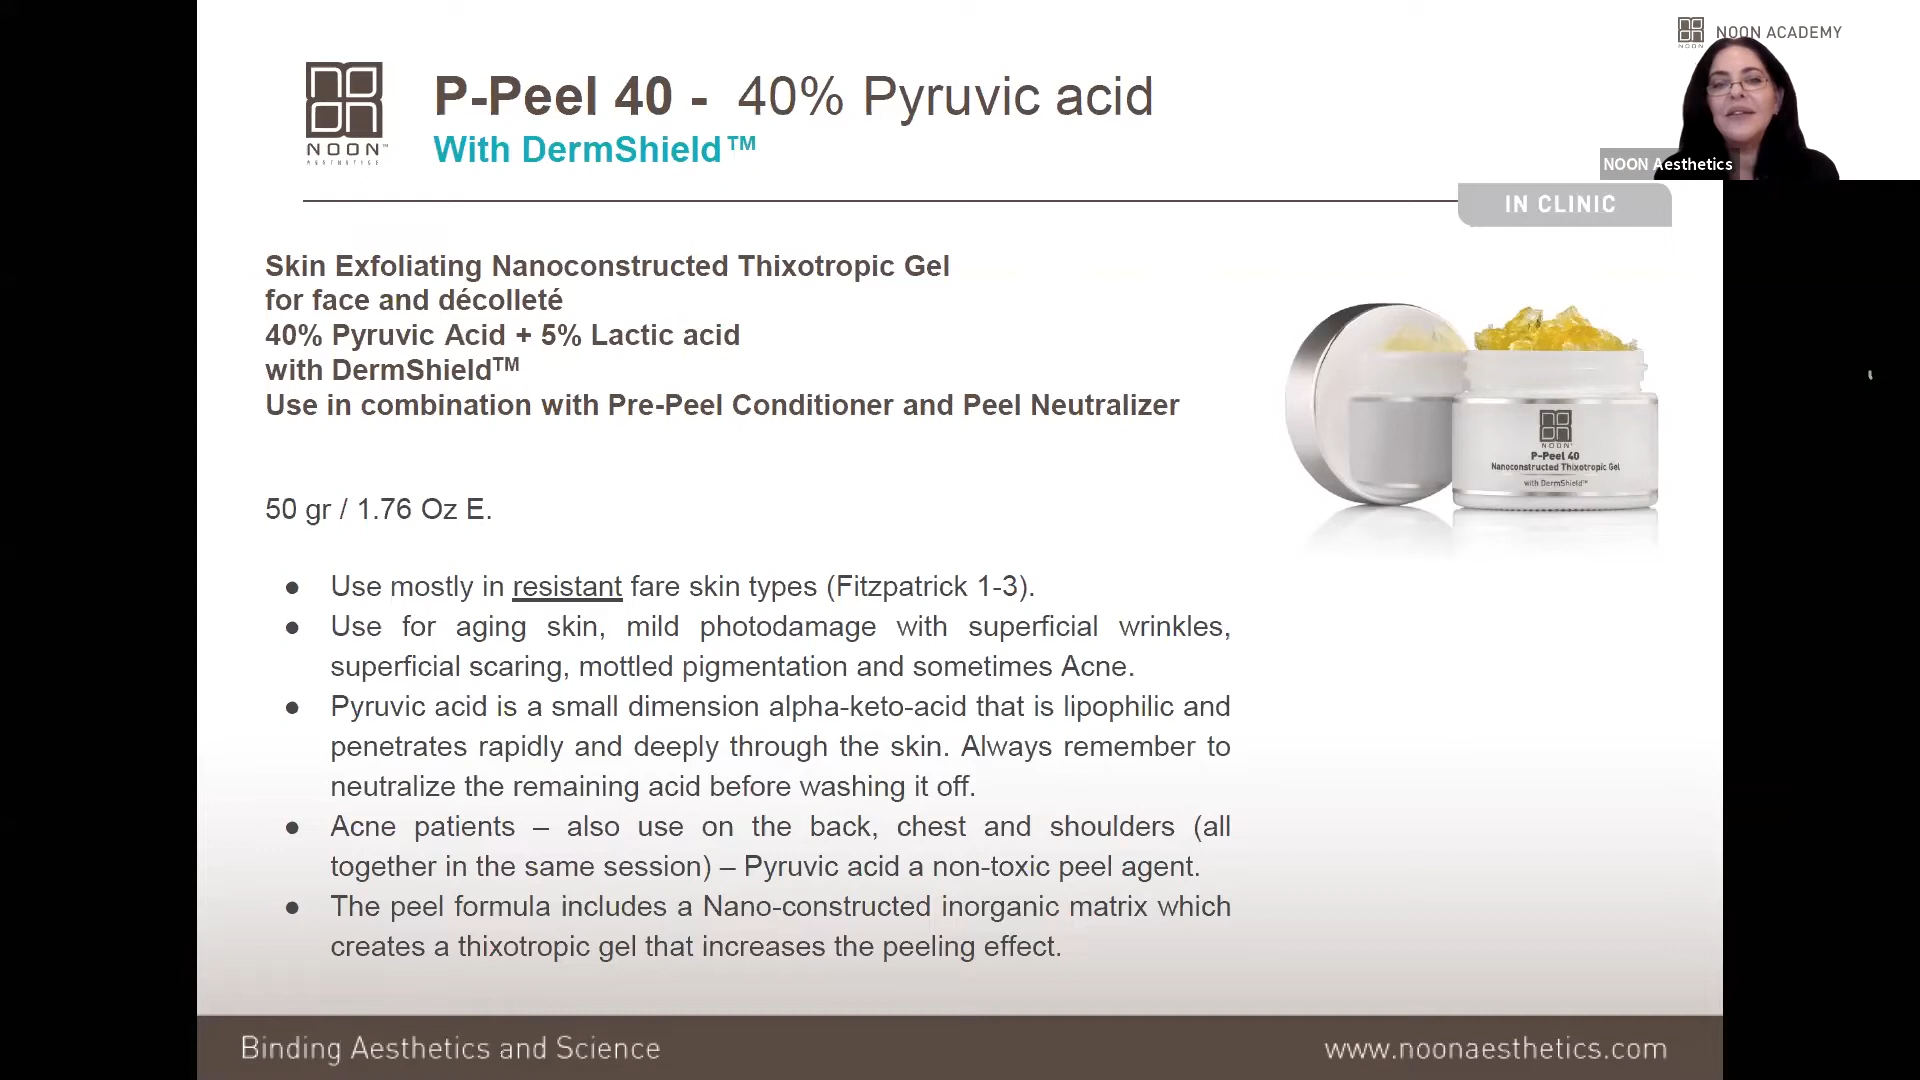 NOON ACADEMY
NOON
P-Peel 40 - 40% Pyruvic acid
With DermShield™
NOON™
AESTHETICS
NOON Aesthetics
IN CLINIC
Skin Exfoliating Nanoconstructed Thixotropic Gel
for face and décolleté
40% Pyruvic Acid + 5% Lactic acid
with DermShield™
Use in combination with Pre-Peel Conditioner and Peel Neutralizer
50 gr / 1.76 Oz E.
NOON
P-Peel 40
Nanoconstructed Thixotropic Gel
with DermShield™
● Use mostly in resistant fare skin types (Fitzpatrick 1-3).
● Use for aging skin, mild photodamage with superficial wrinkles,
superficial scaring, mottled pigmentation and sometimes Acne.
● Pyruvic acid is a small dimension alpha-keto-acid that is lipophilic and
penetrates rapidly and deeply through the skin. Always remember to
neutralize the remaining acid before washing it off.
● Acne patients – also use on the back, chest and shoulders (all
together in the same session) – Pyruvic acid a non-toxic peel agent.
● The peel formula includes a Nano-constructed inorganic matrix which
creates a thixotropic gel that increases the peeling effect.
Binding Aesthetics and Science
www.noonaesthetics.com